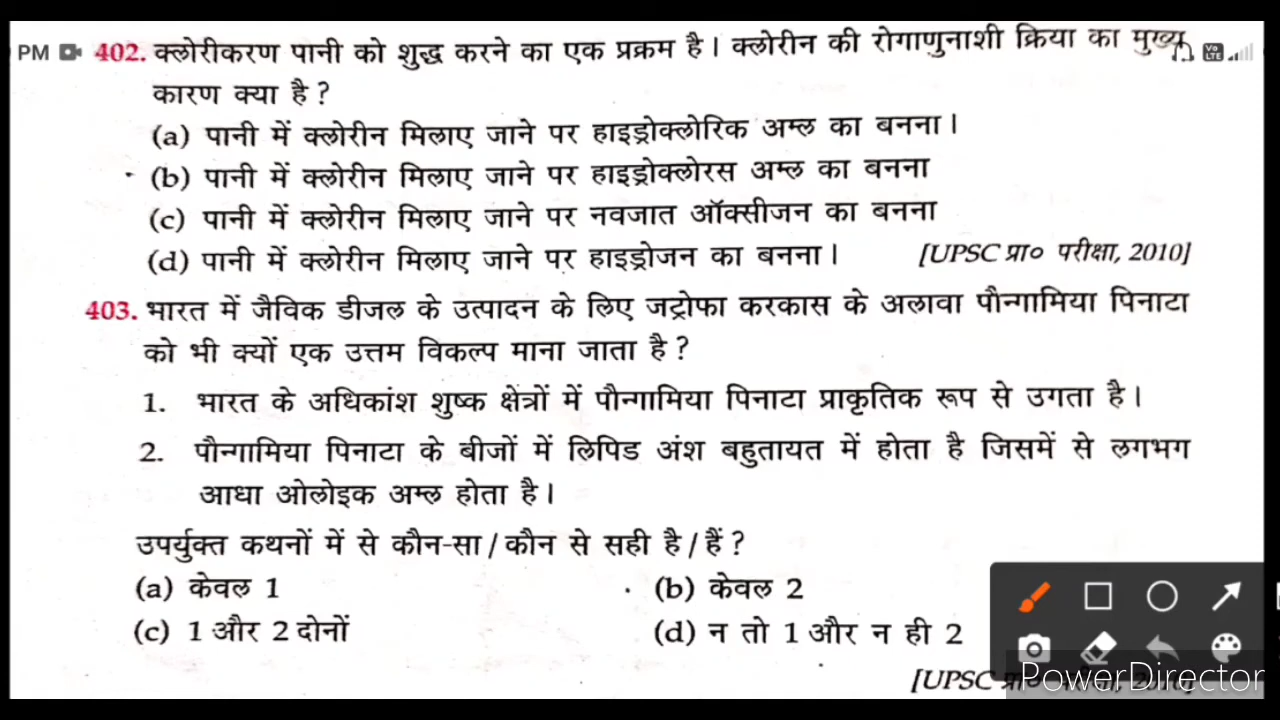 PM
402. क्लोरीकरण पानी को शुद्ध करने का एक प्रक्रम है। क्लोरीन की रोगाणुनाशी क्रिया का मुख्य
कारण क्या है ?
(a) पानी में क्लोरीन मिलाए जाने पर हाइड्रोक्लोरिक अम्ल का बनना।
(b) पानी में क्लोरीन मिलाए जाने पर हाइड्रोक्लोरस अम्ल का बनना
(c) पानी में क्लोरीन मिलाए जाने पर नवजात ऑक्सीजन का बनना
(d) पानी में क्लोरीन मिलाए जाने पर हाइड्रोजन का बनना। [UPSC प्रा० परीक्षा, 2010]
403. भारत में जैविक डीजल के उत्पादन के लिए जट्रोफा करकास के अलावा पौन्गामिया पिनाटा
को भी क्यों एक उत्तम विकल्प माना जाता है ?
1. भारत के अधिकांश शुष्क क्षेत्रों में पौन्गामिया पिनाटा प्राकृतिक रूप से उगता है।
2. पौन्गामिया पिनाटा के बीजों में लिपिड अंश बहुतायत में होता है जिसमें से लगभग
आधा ओलोइक अम्ल होता है।
उपर्युक्त कथनों में से कौन-सा / कौन से सही है / हैं ?
(a) केवल 1 (b) केवल 2
(c) 1 और 2 दोनों (d) न तो 1 और न ही 2
[UPSC
PowerDirector